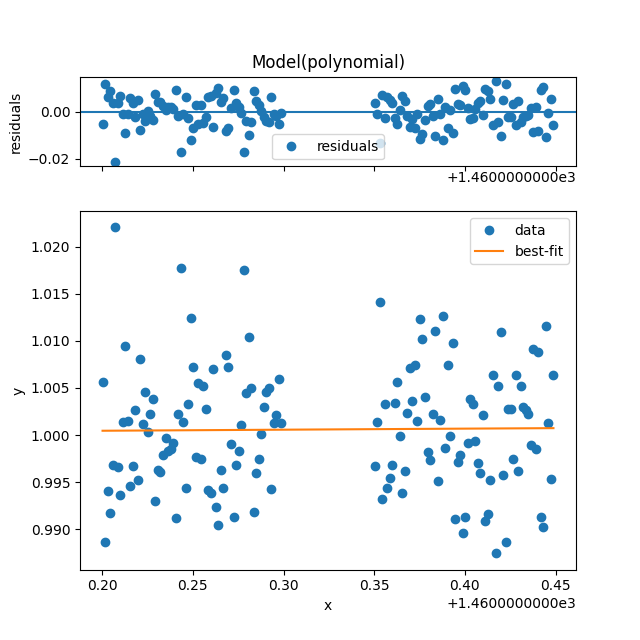 Model(polynomial)
residuals
0.00
−0.02
residuals
+1.4600000000e3
y
1.020
1.015
1.010
1.005
1.000
0.995
0.990
data
best-fit
0.20 0.25 0.30 0.35 0.40 0.45
x
+1.4600000000e3